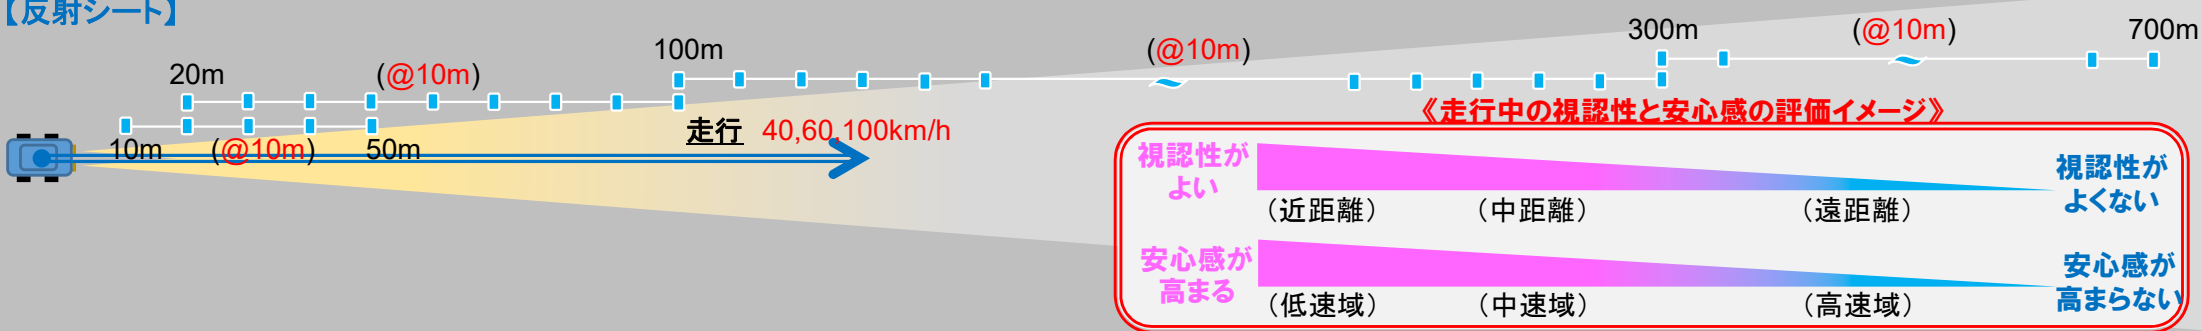 【反射シート】
300m
(@10m)
700m
100m
(@10m)
20m
(@10m)
《走行中の視認性と安心感の評価イメージ》
走行 40,60,100km/h
10m
(@10m)
50m
視認性が
よい
視認性が
よくない
(近距離)
(中距離)
(遠距離)
安心感が
高まる
安心感が
高まらない
(低速域)
(中速域)
(高速域)